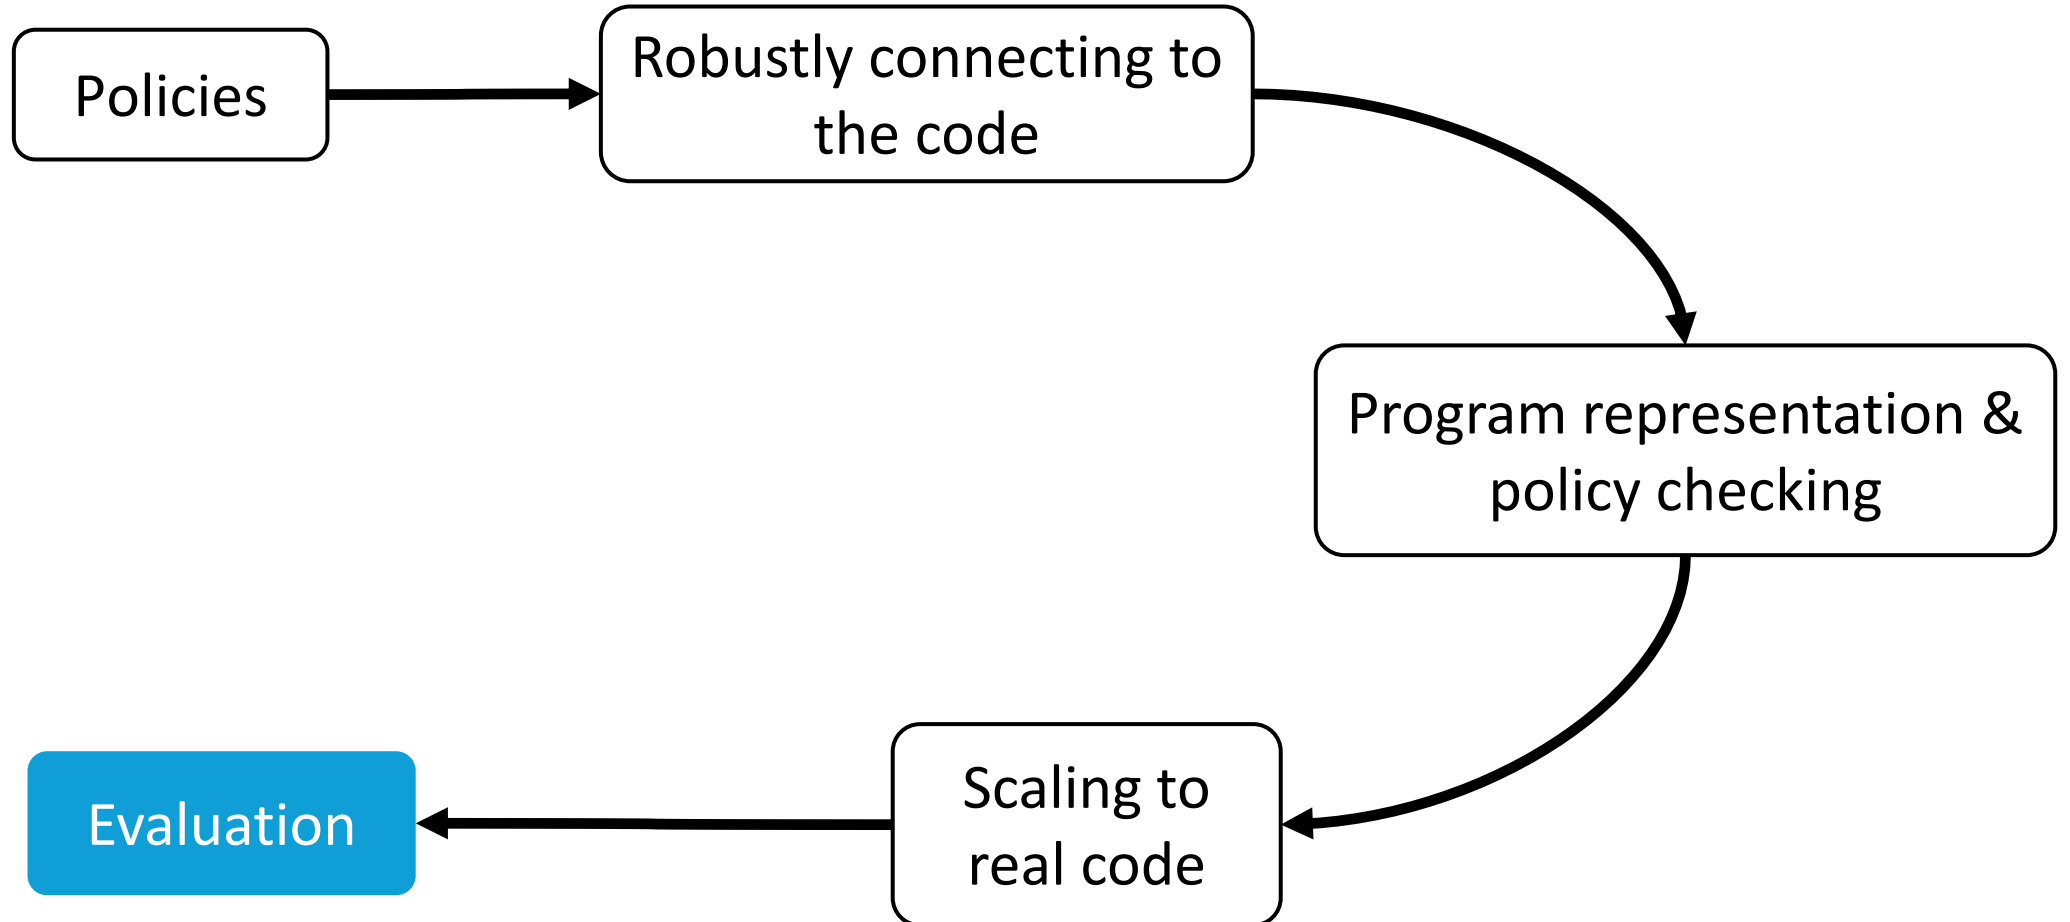 Policies
Robustly connecting to
the code
Program representation &
policy checking
Scaling to
real code
Evaluation